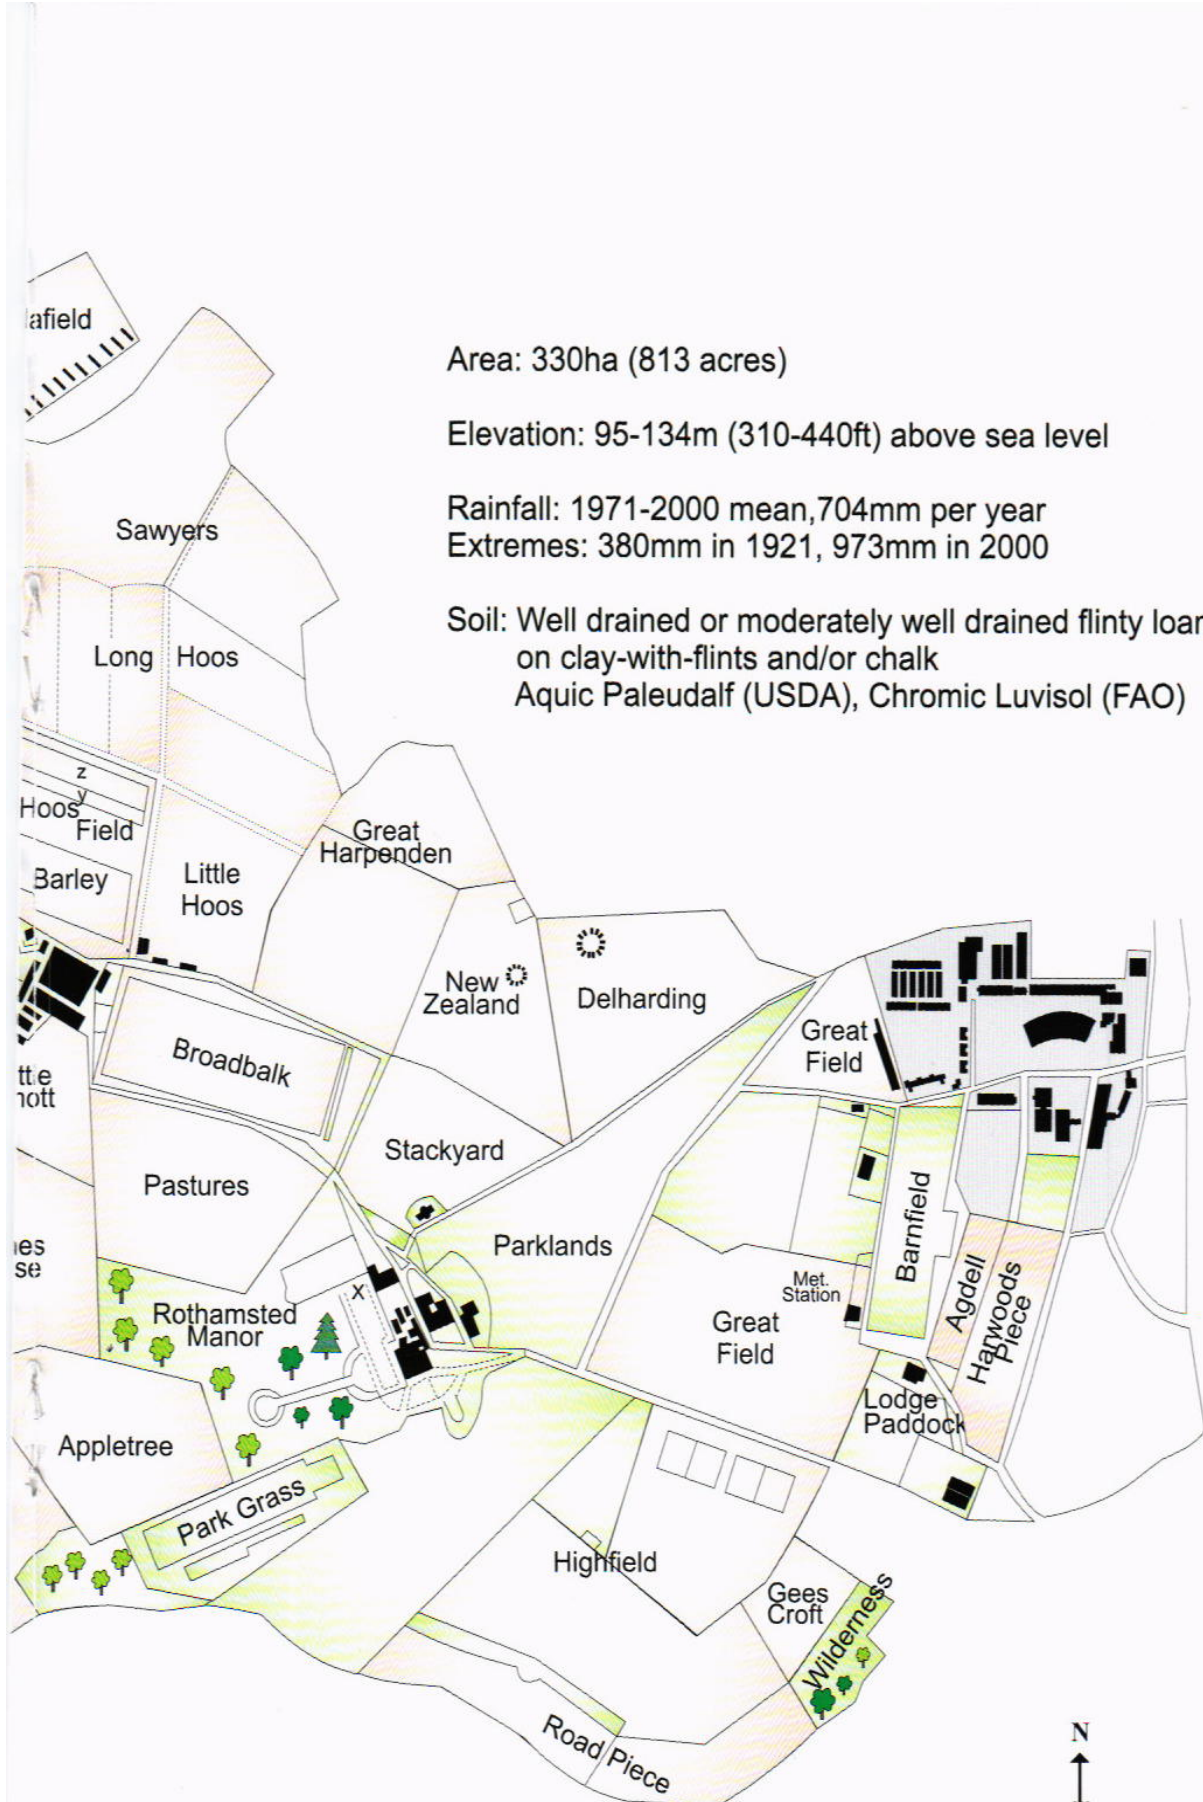 afield
Area: 330ha (813 acres)
Elevation: 95-134m (310-440ft) above sea level
Rainfall: 1971-2000 mean,704mm per year
Extremes: 380mm in 1921, 973mm in 2000
Soil: Well drained or moderately well drained flinty loam
on clay-with-flints and/or chalk
Aquic Paleudalf (USDA), Chromic Luvisol (FAO)
Sawyers
Long Hoos
z
y
Hoos
Field
Barley
Little
Hoos
Great
Harpenden
New
Zealand
Delharding
Great
Field
Broadbalk
Stackyard
Pastures
Parklands
Barnfield
Agdell
Harwoods
Piece
Met.
Station
Great
Field
x
Rothamsted
Manor
Lodge
Paddock
Appletree
Park Grass
Highfield
Gees
Croft
Wilderness
Road Piece
N